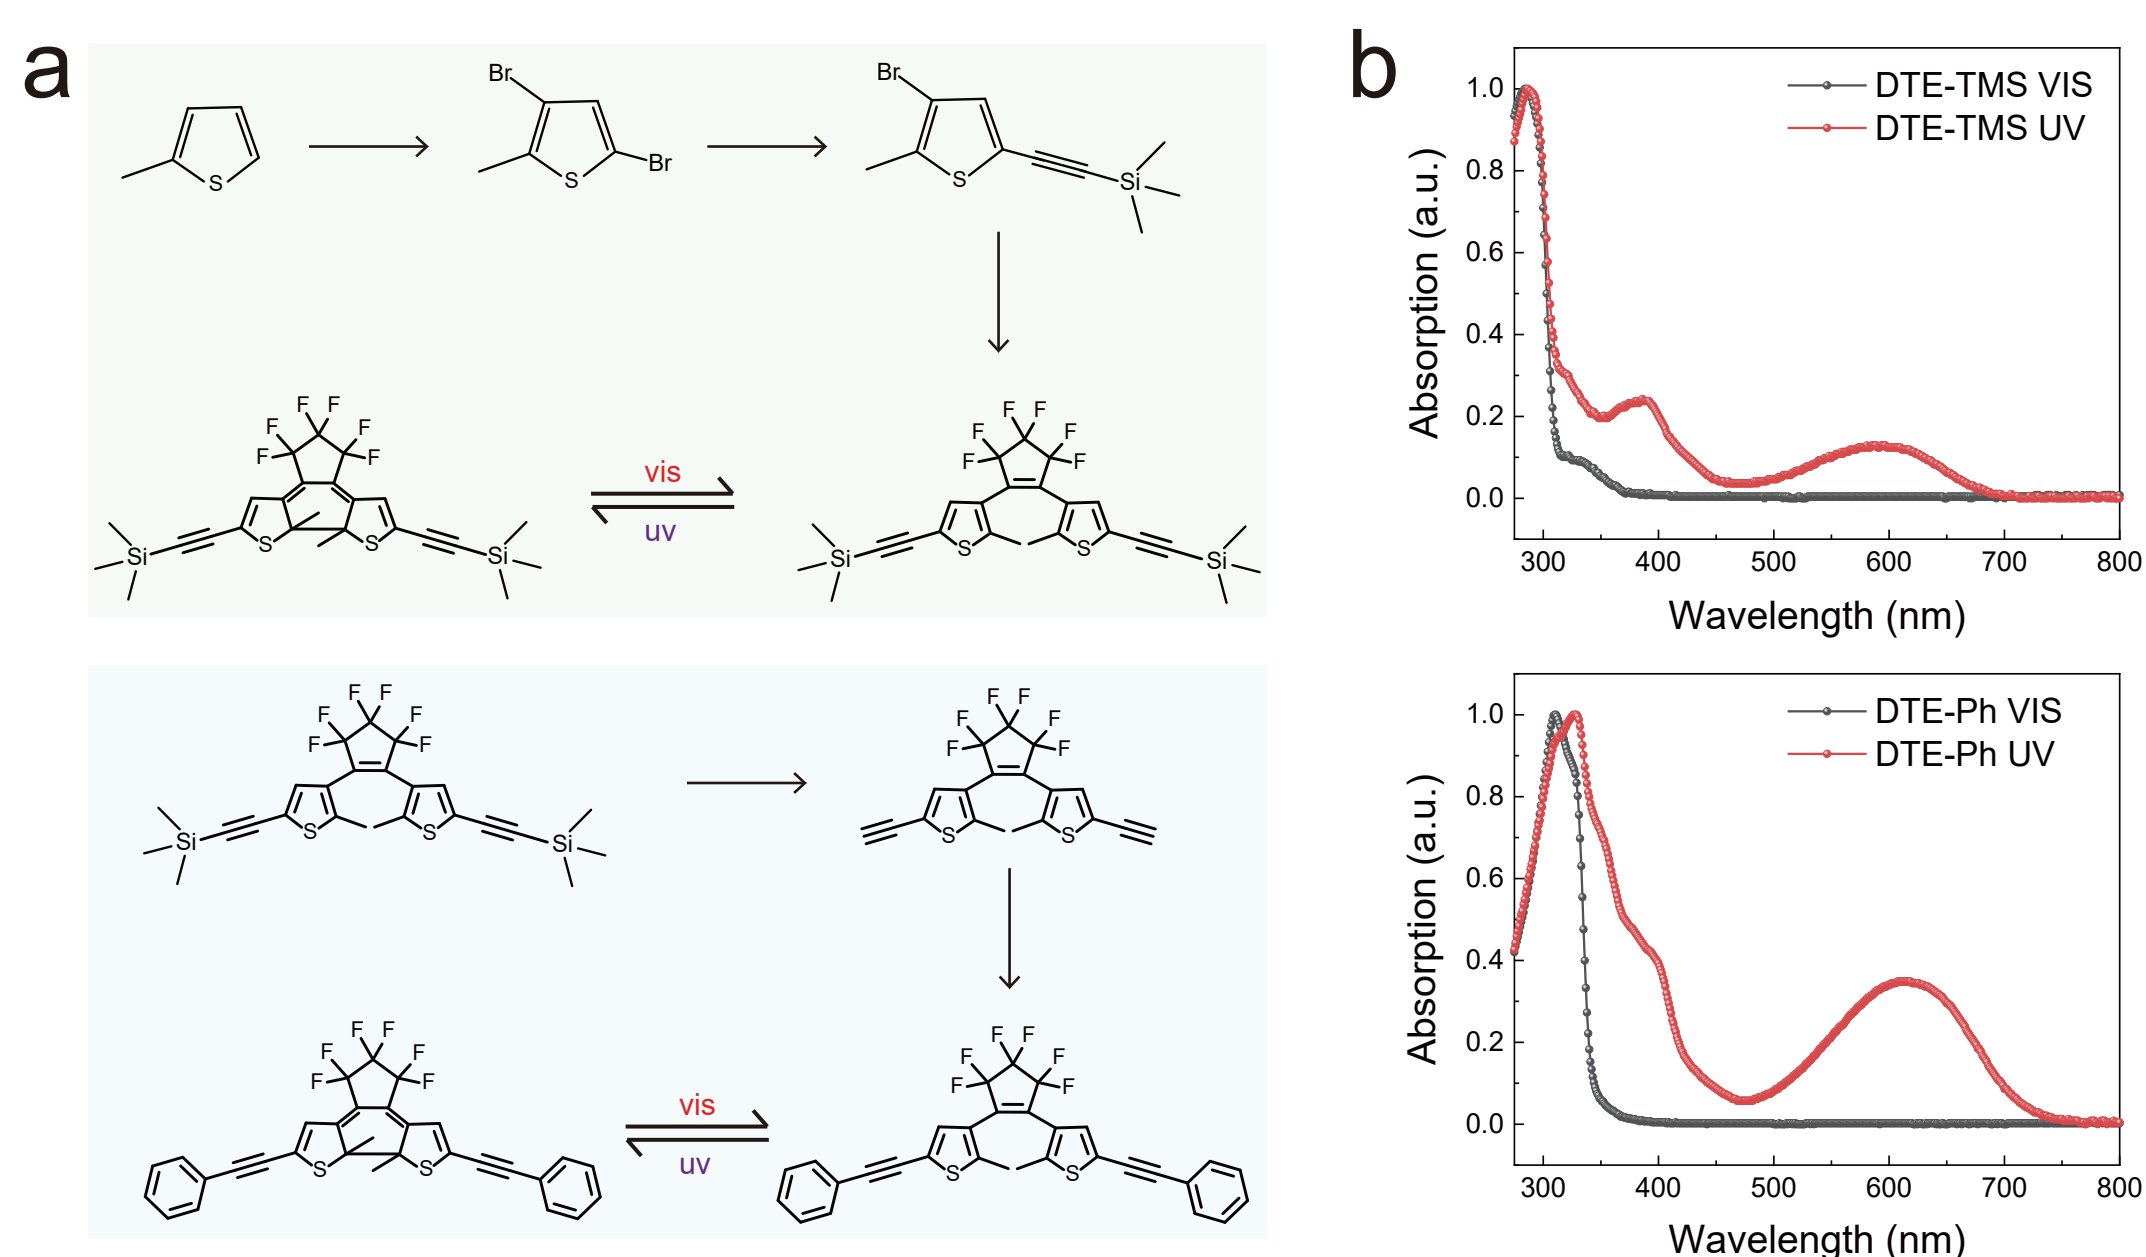 a
Br
Br
S
S
Br
S
Si
F F
F F
F F
S S
Si Si
vis
uv
F F
F F
F F
S S
Si Si
F F
F F
F F
S S
Si Si
F F
F F
F F
S S
F F
F F
F F
S S
vis
uv
F F
F F
F F
S S
b
DTE-TMS VIS
DTE-TMS UV
1.0
0.8
0.6
0.4
0.2
0.0
Absorption (a.u.)
300 400 500 600 700 800
Wavelength (nm)
DTE-Ph VIS
DTE-Ph UV
1.0
0.8
0.6
0.4
0.2
0.0
Absorption (a.u.)
300 400 500 600 700 800
Wavelength (nm)